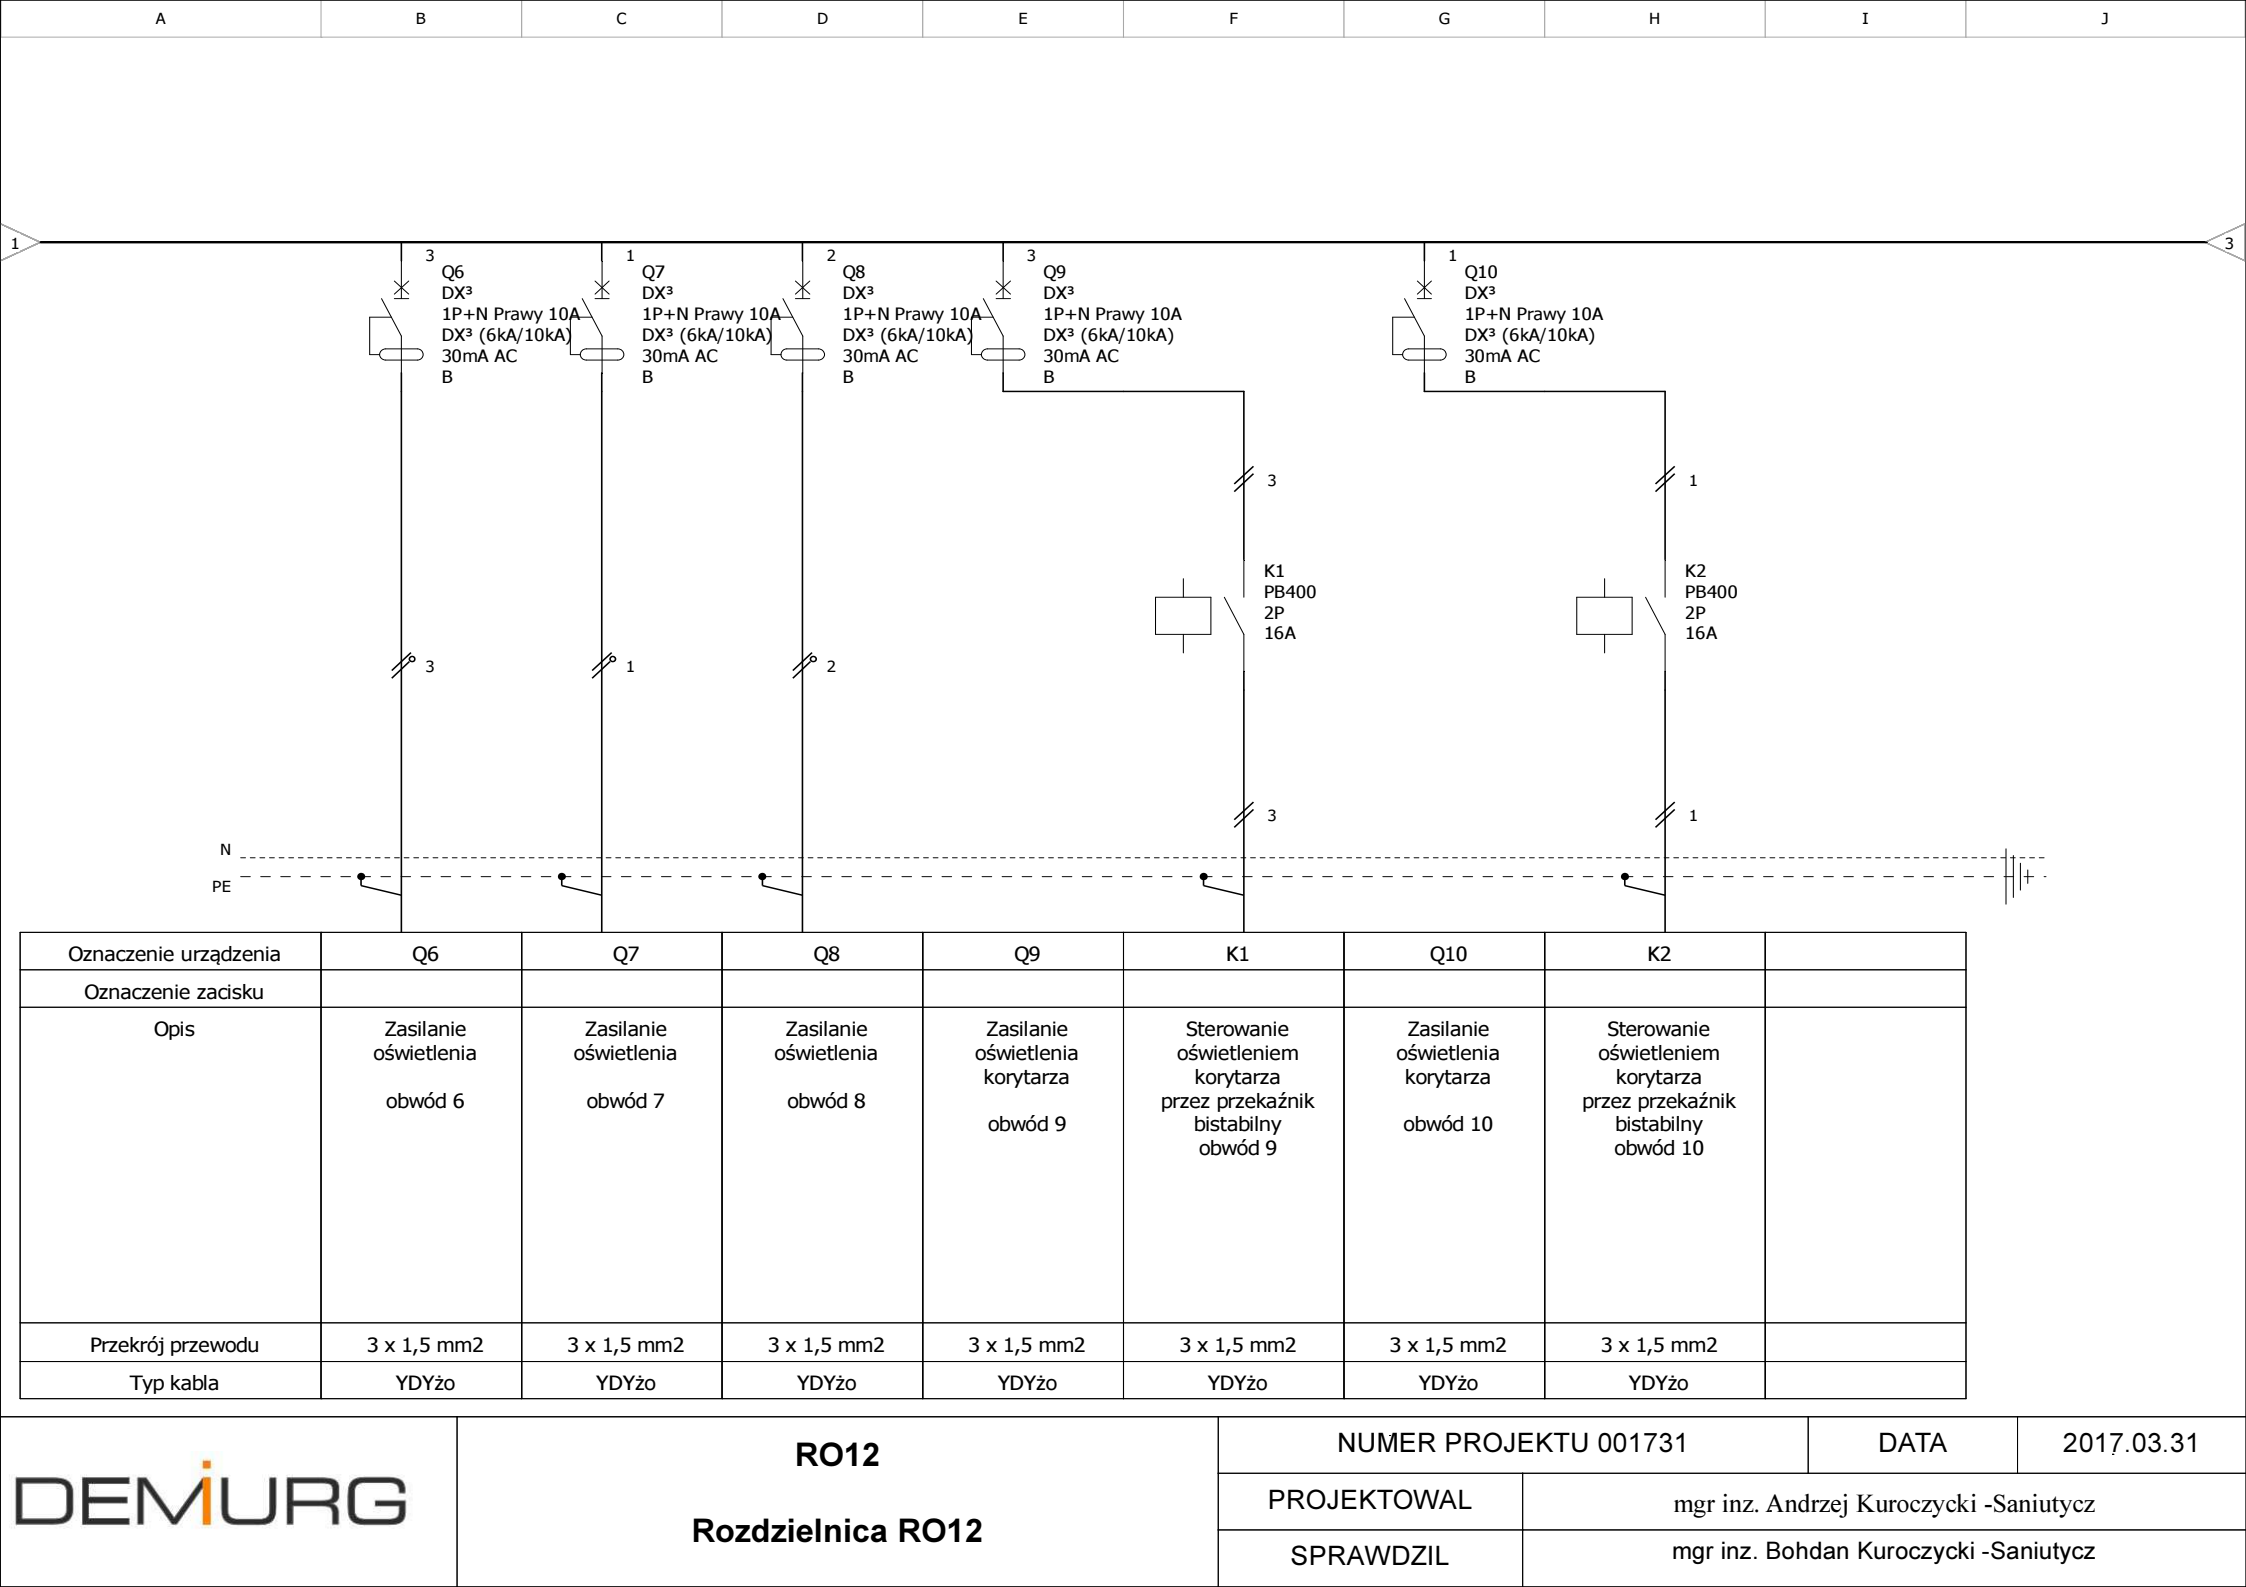 A B C D E F G H I J
1
3
3
Q6
DX³
1P+N Prawy 10A
DX³ (6kA/10kA)
30mA AC
B
1
Q7
DX³
1P+N Prawy 10A
DX³ (6kA/10kA)
30mA AC
B
2
Q8
DX³
1P+N Prawy 10A
DX³ (6kA/10kA)
30mA AC
B
3
Q9
DX³
1P+N Prawy 10A
DX³ (6kA/10kA)
30mA AC
B
1
Q10
DX³
1P+N Prawy 10A
DX³ (6kA/10kA)
30mA AC
B
3 1
K1
PB400
2P
16A
K2
PB400
2P
16A
3 1 2
3 1
N
PE
Oznaczenie urządzenia Q6 Q7 Q8 Q9 K1 Q10 K2
Oznaczenie zacisku
Opis
Zasilanie
oświetlenia
obwód 6
Zasilanie
oświetlenia
obwód 7
Zasilanie
oświetlenia
obwód 8
Zasilanie
oświetlenia
korytarza
obwód 9
Sterowanie
oświetleniem
korytarza
przez przekaźnik
bistabilny
obwód 9
Zasilanie
oświetlenia
korytarza
obwód 10
Sterowanie
oświetleniem
korytarza
przez przekaźnik
bistabilny
obwód 10
Przekrój przewodu 3 x 1,5 mm2 3 x 1,5 mm2 3 x 1,5 mm2 3 x 1,5 mm2 3 x 1,5 mm2 3 x 1,5 mm2 3 x 1,5 mm2
Typ kabla YDYżo YDYżo YDYżo YDYżo YDYżo YDYżo YDYżo
DEMiURG
RO12
Rozdzielnica RO12
NUMER PROJEKTU 001731 DATA 2017.03.31
PROJEKTOWAL mgr inz. Andrzej Kuroczycki -Saniutycz
SPRAWDZIL mgr inz. Bohdan Kuroczycki -Saniutycz